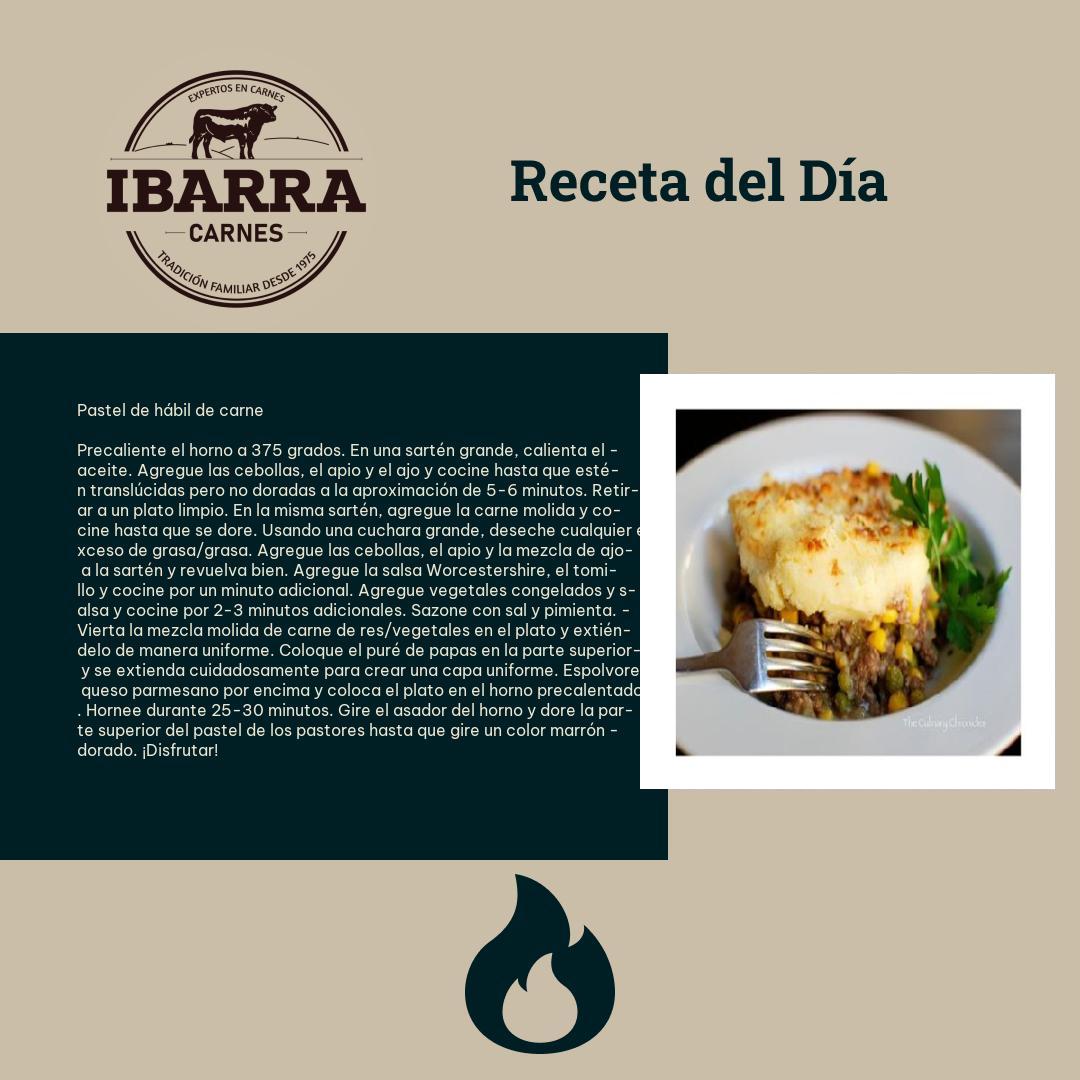 EXPERTOS EN CARNES
IBARRA
CARNES
TRADICIÓN FAMILIAR DESDE 1975
Receta del Día
Pastel de hábil de carne
Precaliente el horno a 375 grados. En una sartén grande, calienta el -
aceite. Agregue las cebollas, el apio y el ajo y cocine hasta que esté-
n translúcidas pero no doradas a la aproximación de 5-6 minutos. Retir-
ar a un plato limpio. En la misma sartén, agregue la carne molida y co-
cine hasta que se dore. Usando una cuchara grande, deseche cualquier e
xceso de grasa/grasa. Agregue las cebollas, el apio y la mezcla de ajo-
a la sartén y revuelva bien. Agregue la salsa Worcestershire, el tomi-
llo y cocine por un minuto adicional. Agregue vegetales congelados y s-
alsa y cocine por 2-3 minutos adicionales. Sazone con sal y pimienta. -
Vierta la mezcla molida de carne de res/vegetales en el plato y extién-
delo de manera uniforme. Coloque el puré de papas en la parte superior-
y se extienda cuidadosamente para crear una capa uniforme. Espolvore
queso parmesano por encima y coloca el plato en el horno precalentado
. Hornee durante 25-30 minutos. Gire el asador del horno y dore la par-
te superior del pastel de los pastores hasta que gire un color marrón -
dorado. ¡Disfrutar!
The Culinary Chronicles